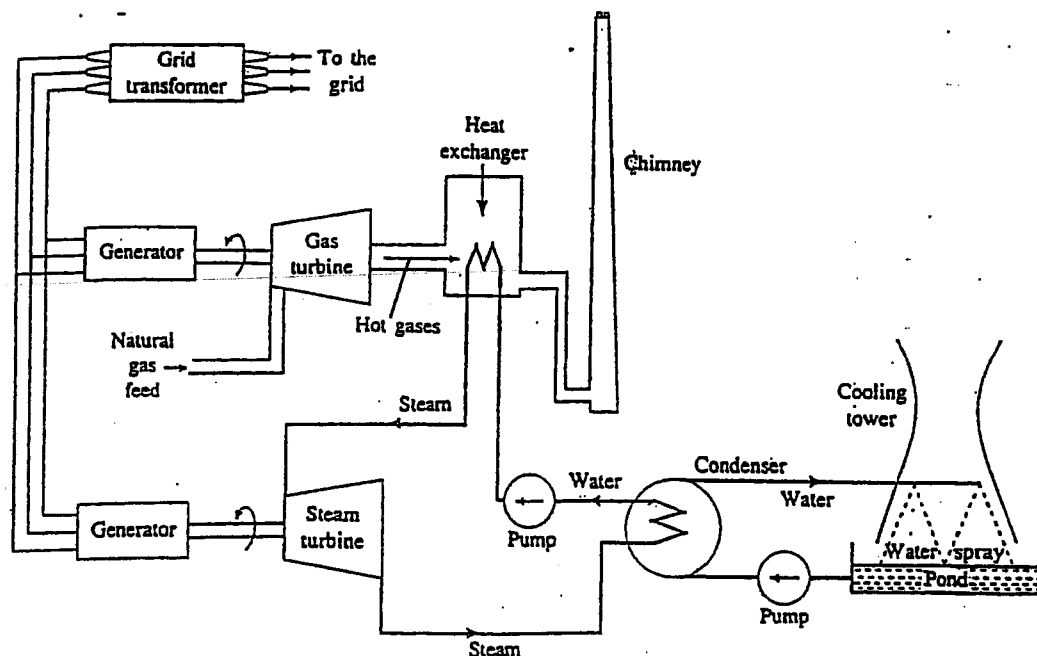 Grid
transformer
To the
grid
Heat
exchanger
Chimney
Generator
Gas
turbine
Hot gases
Natural
gas
feed
Steam
Cooling
tower
Condenser
Water
Water
Generator
Steam
turbine
Pump
Water spray
Pond
Pump
Steam